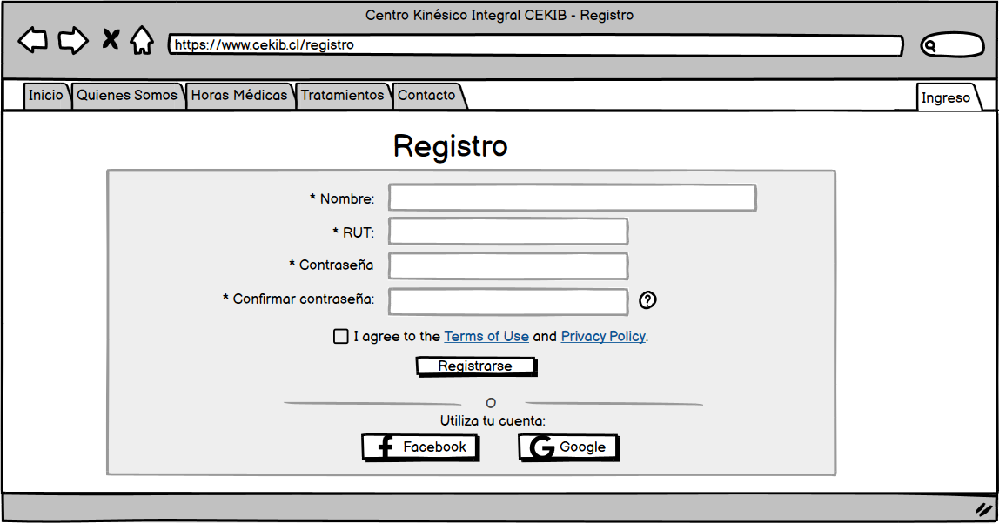 Centro Kinésico Integral CEKIB - Registro
https://www.cekib.cl/registro
Inicio Quienes Somos Horas Médicas Tratamientos Contacto Ingreso
Registro
* Nombre:
* RUT:
* Contraseña
* Confirmar contraseña: ?
I agree to the Terms of Use and Privacy Policy.
Registrarse
O
Utiliza tu cuenta:
f Facebook G Google